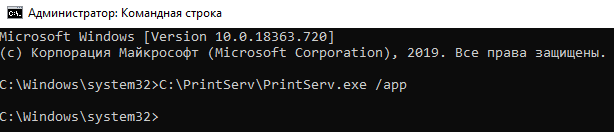 Администратор: Командная строка
Microsoft Windows [Version 10.0.18363.720]
(c) Корпорация Майкрософт (Microsoft Corporation), 2019. Все права защищены.
C:\Windows\system32>C:\PrintServ\PrintServ.exe /app
C:\Windows\system32>